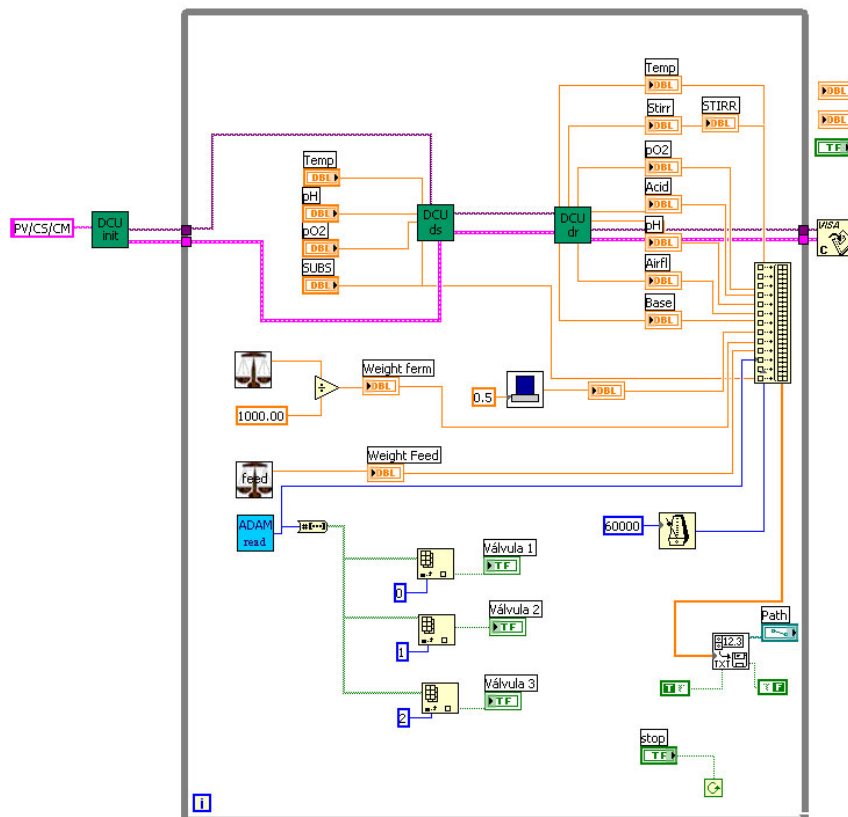 Temp
DBL
Stirr
STIRR
DBL
DBL
pO2
DBL
Acid
DBL
pH
DBL
Airfl
DBL
Base
DBL
DBL
DBL
TF
Temp
DBL
pH
DBL
pO2
DBL
SUBS
DBL
PV/CS/CM
DCU
init
DCU
ds
DCU
dr
VISA
C
Weight ferm
DBL
1000.00
0.5
DBL
Weight Feed
DBL
feed
ADAM
read
#[...]
60000
Válvula 1
TF
0
Válvula 2
TF
1
Válvula 3
TF
2
Path
12.3
TXT
T F
T F
stop
TF
i